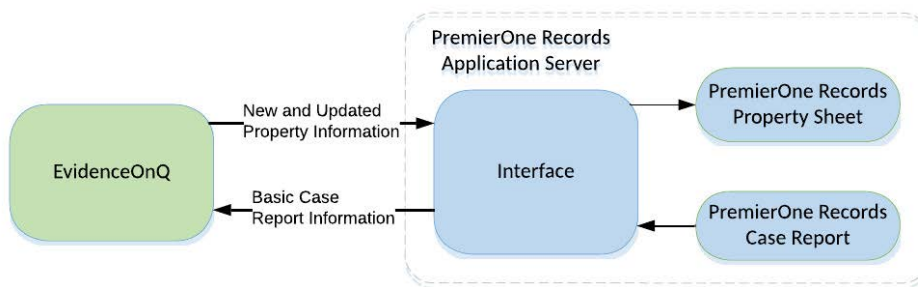 PremierOne Records
Application Server
New and Updated
Property Information
EvidenceOnQ
Basic Case
Report Information
Interface
PremierOne Records
Property Sheet
PremierOne Records
Case Report